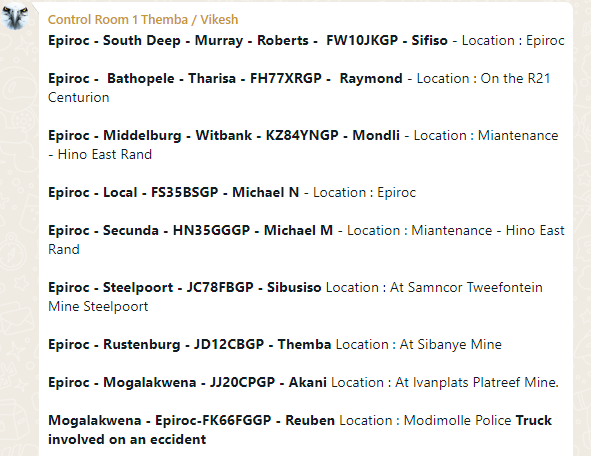 Control Room 1 Themba / Vikesh
Epiroc - South Deep - Murray - Roberts -  FW10JKGP - Sifiso - Location : Epiroc
Epiroc -  Bathopele - Tharisa - FH77XRGP -  Raymond - Location : On the R21
Centurion
Epiroc - Middelburg - Witbank - KZ84YNGP - Mondli - Location : Miantenance
- Hino East Rand
Epiroc - Local - FS35BSGP - Michael N - Location : Epiroc
Epiroc - Secunda - HN35GGGP - Michael M - Location : Miantenance - Hino East
Rand
Epiroc - Steelpoort - JC78FBGP - Sibusiso Location : At Samncor Tweefontein
Mine Steelpoort
Epiroc - Rustenburg - JD12CBGP - Themba Location : At Sibanye Mine
Epiroc - Mogalakwena - JJ20CPGP - Akani Location : At Ivanplats Platreef Mine.
Mogalakwena - Epiroc-FK66FGGP - Reuben Location : Modimolle Police Truck
involved on an eccident